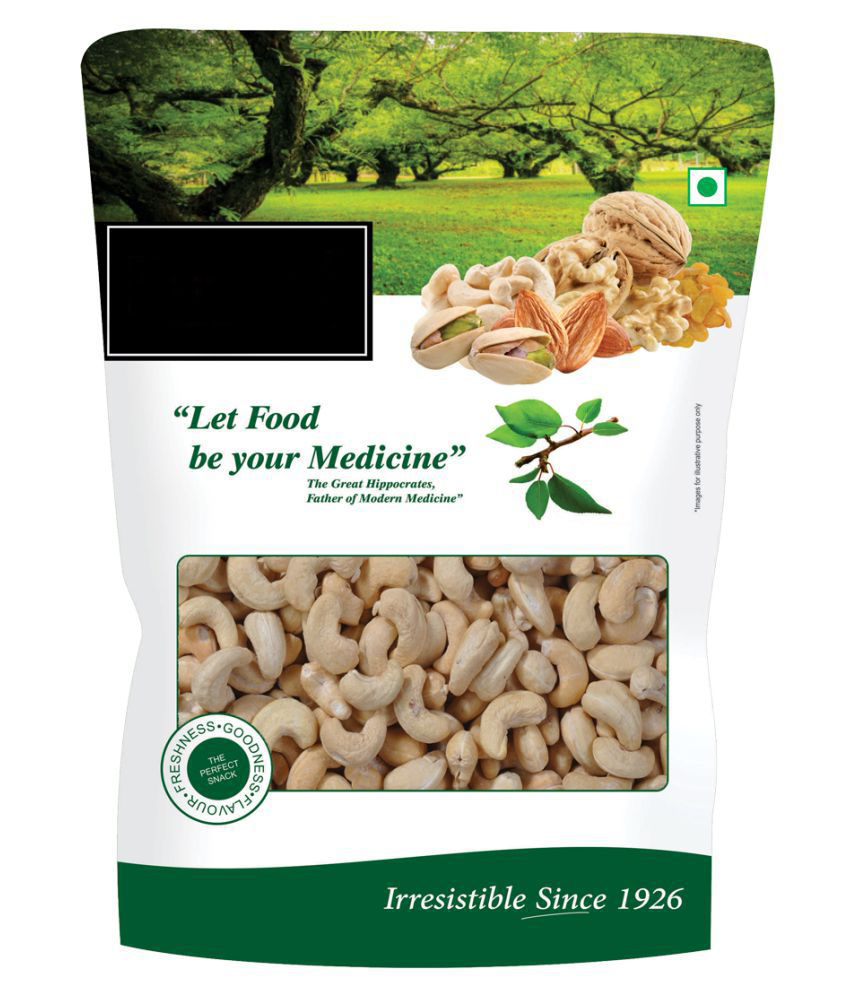 “Let Food
be your Medicine”
The Great Hippocrates,
Father of Modern Medicine”
*Images for illustrative purpose only
FRESHNESS•GOODNESS•FLAVOUR•
THE
PERFECT
SNACK
Irresistible Since 1926